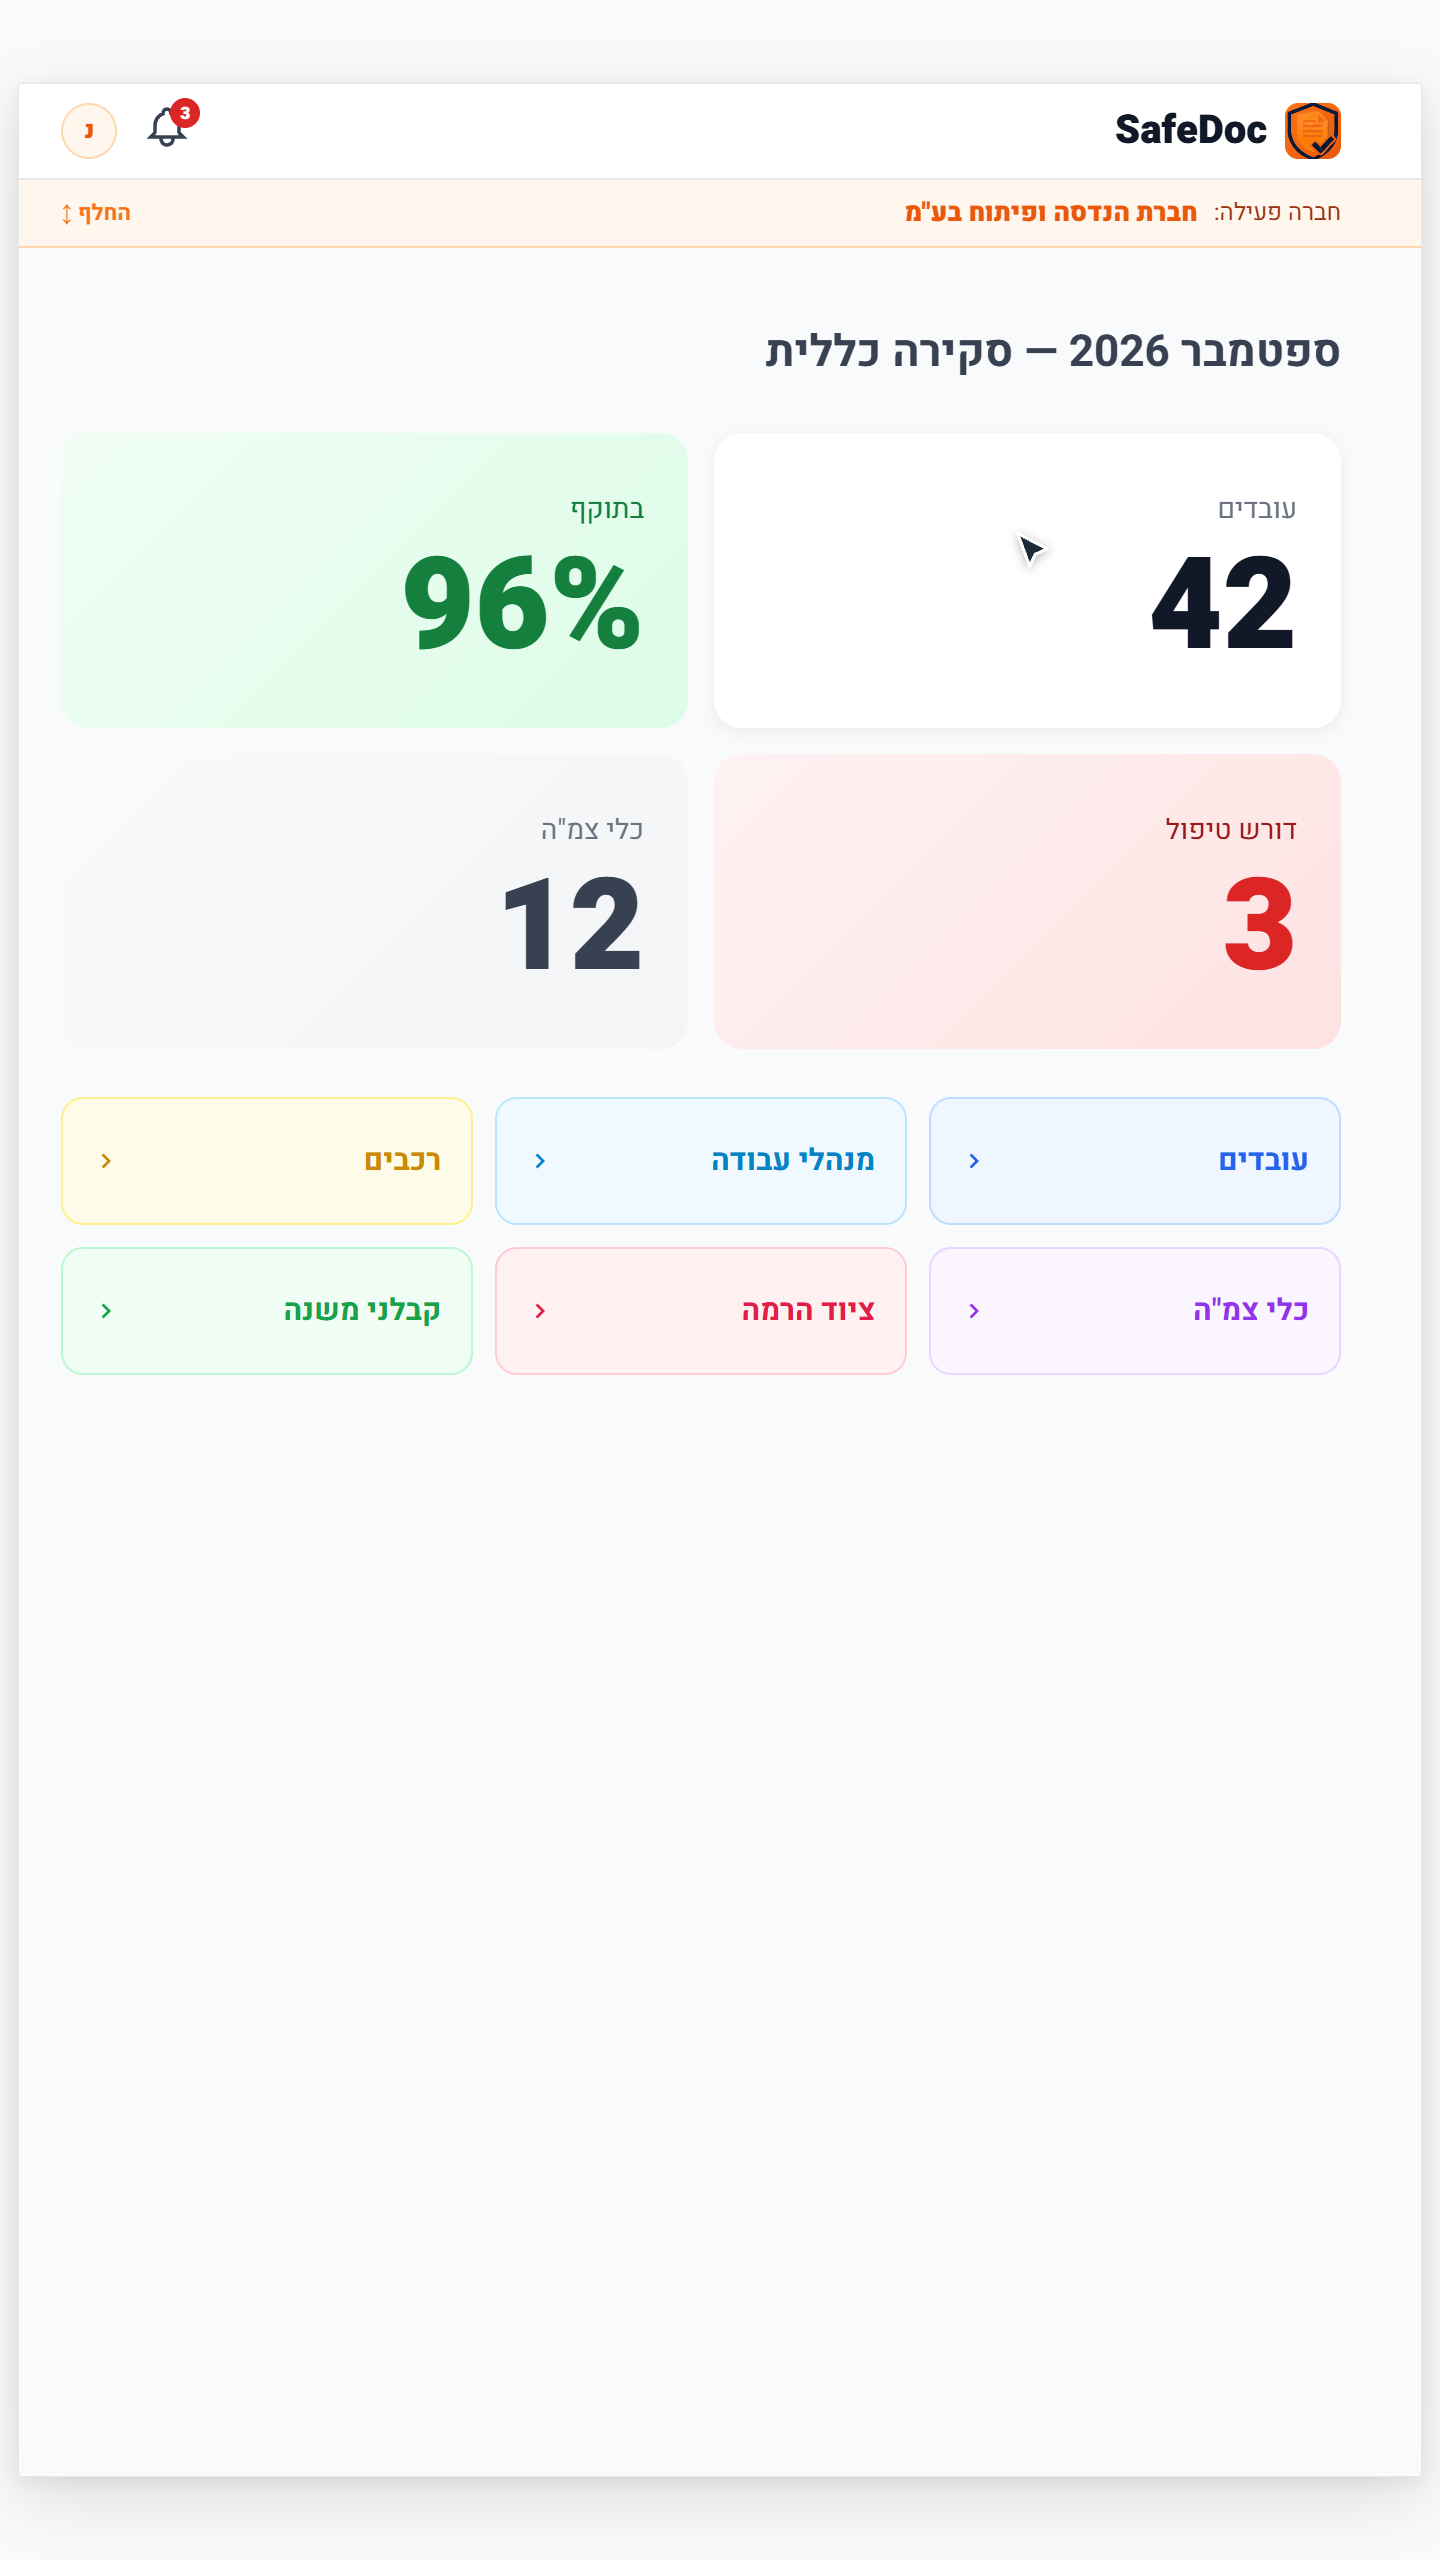 SafeDoc
3
נ
חברה פעילה: חברת הנדסה ופיתוח בע"מ
החלף ↕
ספטמבר 2026 — סקירה כללית
עובדים
42
בתוקף
96%
דורש טיפול
3
כלי צמ"ה
12
עובדים
מנהלי עבודה
רכבים
כלי צמ"ה
ציוד הרמה
קבלני משנה